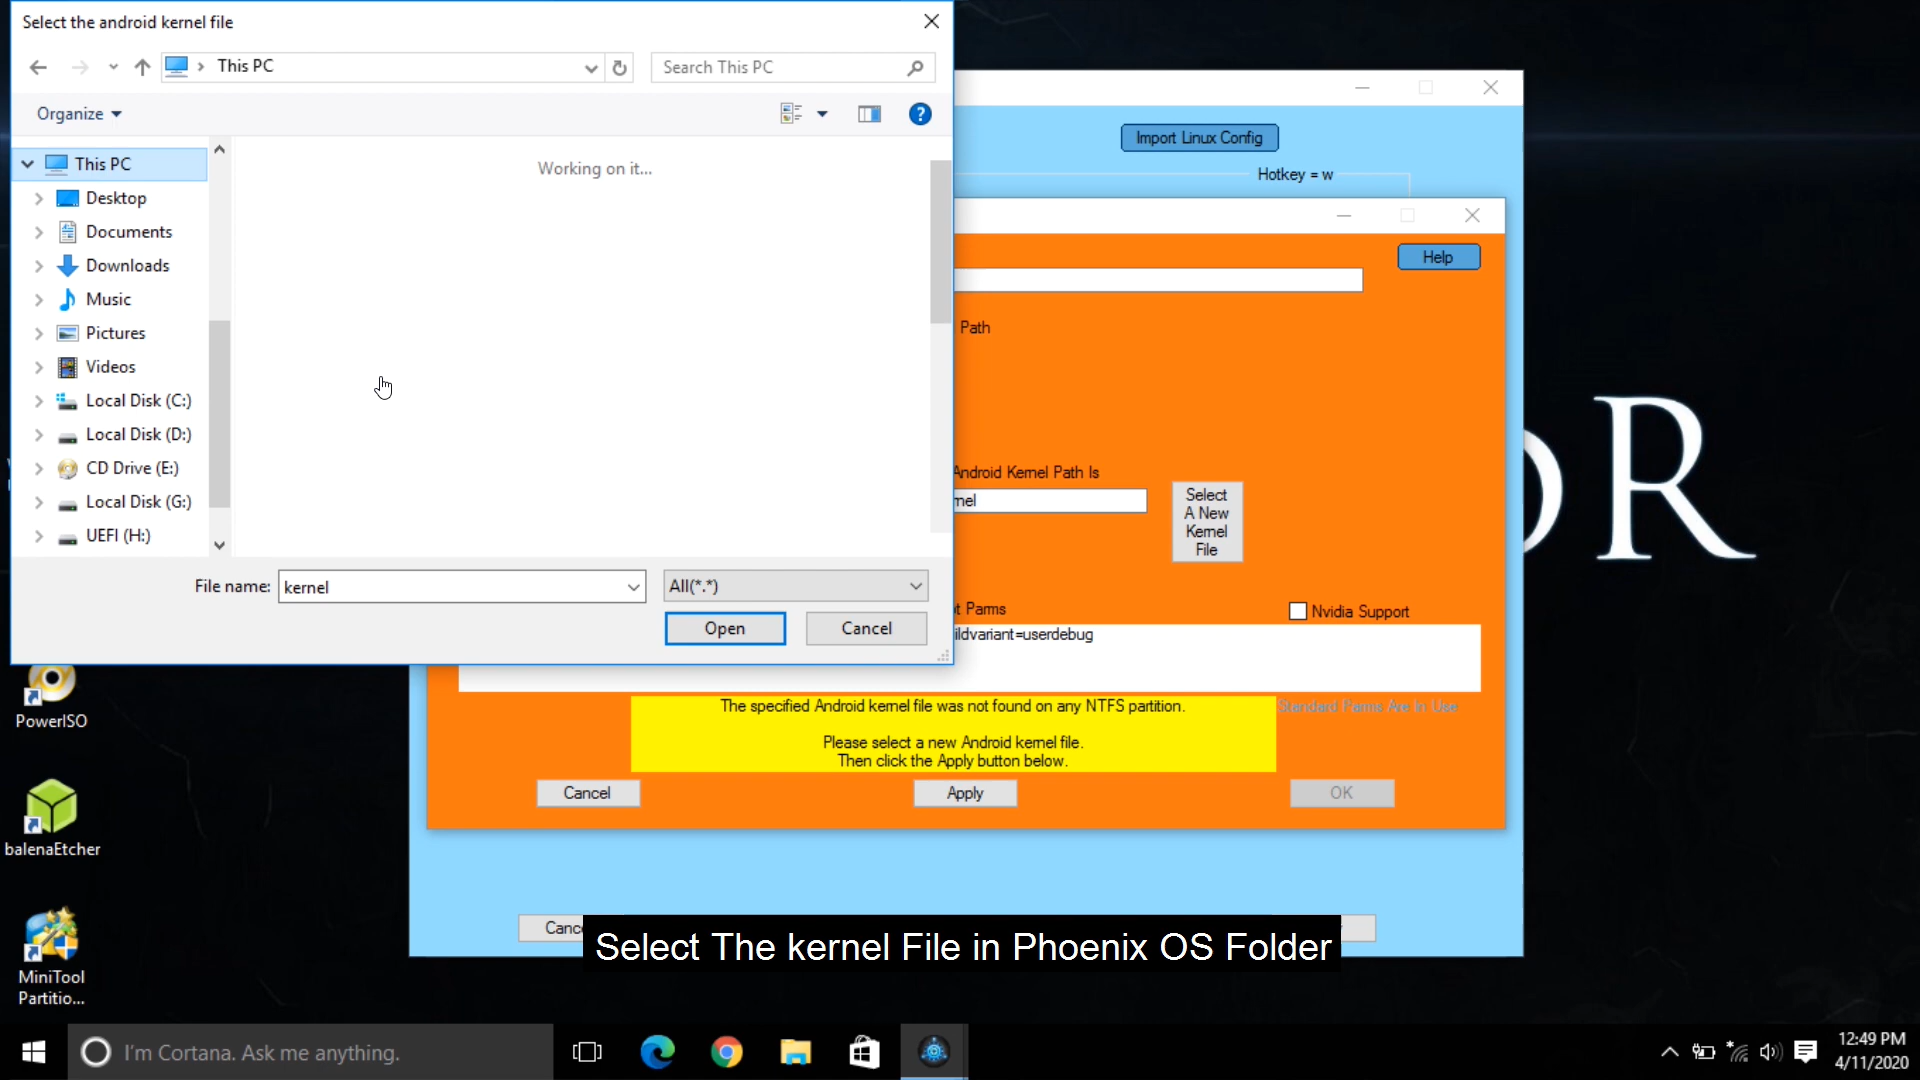 Select the android kernel file
This PC
Search This PC
Organize
This PC
Desktop
Documents
Downloads
Music
Pictures
Videos
Local Disk (C:)
Local Disk (D:)
CD Drive (E:)
Local Disk (G:)
UEFI (H:)
Working on it...
File name:
kernel
All(*.*)
Open
Cancel
Import Linux Config
Hotkey = w
Help
Path
Android Kernel Path Is
nel
Select
A New
Kernel
File
t Parms
Nvidia Support
ildvariant=userdebug
The specified Android kernel file was not found on any NTFS partition.
Standard Parms Are In Use
Please select a new Android kernel file.
Then click the Apply button below.
Cancel
Apply
OK
Canc
Select The kernel File in Phoenix OS Folder
OR
PowerISO
balenaEtcher
MiniTool
Partitio...
I'm Cortana. Ask me anything.
12:49 PM
4/11/2020